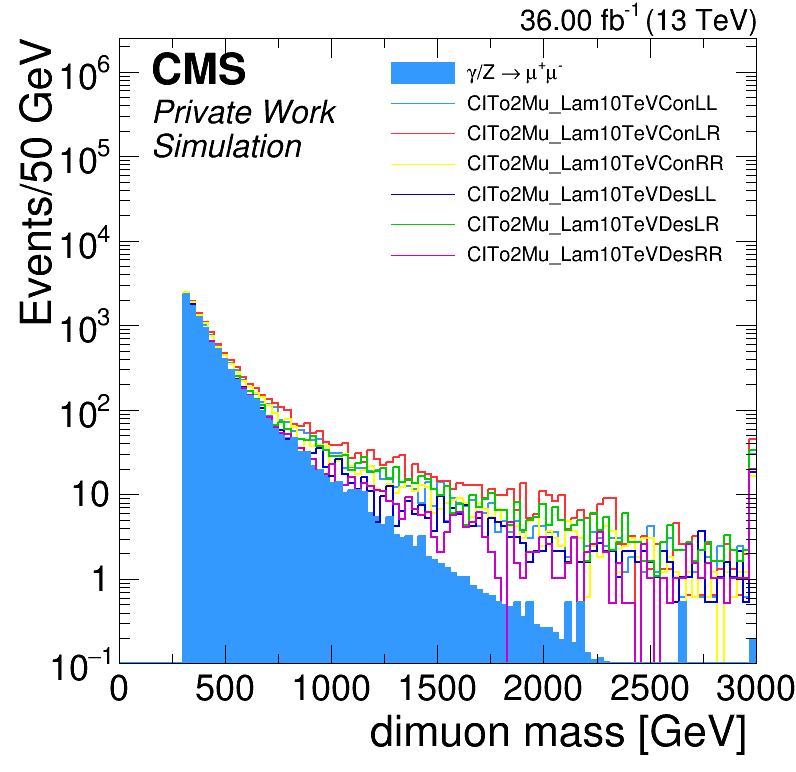 36.00 fb⁻¹ (13 TeV)
CMS
Private Work
Simulation
γ/Z → μ⁺μ⁻
CITo2Mu_Lam10TeVConLL
CITo2Mu_Lam10TeVConLR
CITo2Mu_Lam10TeVConRR
CITo2Mu_Lam10TeVDesLL
CITo2Mu_Lam10TeVDesLR
CITo2Mu_Lam10TeVDesRR
Events/50 GeV
10⁶
10⁵
10⁴
10³
10²
10
1
10⁻¹
0 500 1000 1500 2000 2500 3000
dimuon mass [GeV]